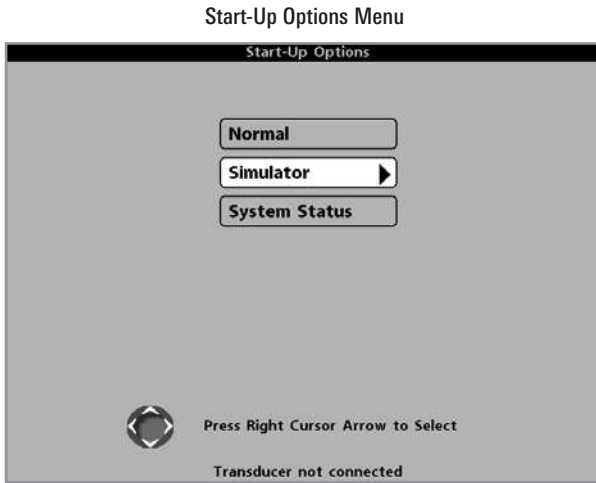 Start-Up Options Menu
Start-Up Options
Normal
Simulator
System Status
Press Right Cursor Arrow to Select
Transducer not connected